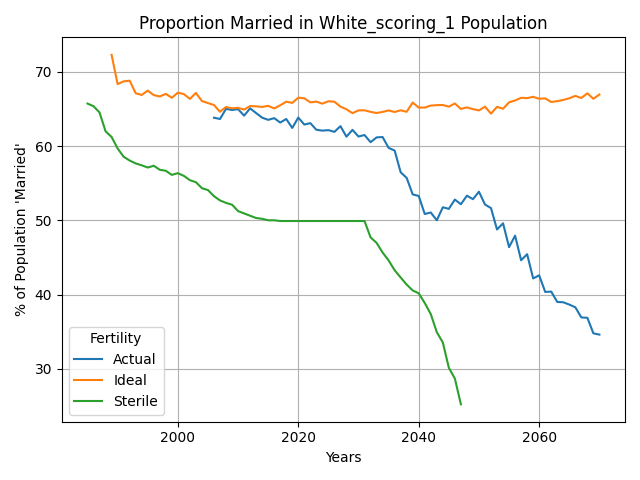 Proportion Married in White_scoring_1 Population
% of Population 'Married'
70
60
50
40
30
Fertility
Actual
Ideal
Sterile
2000
2020
2040
2060
Years